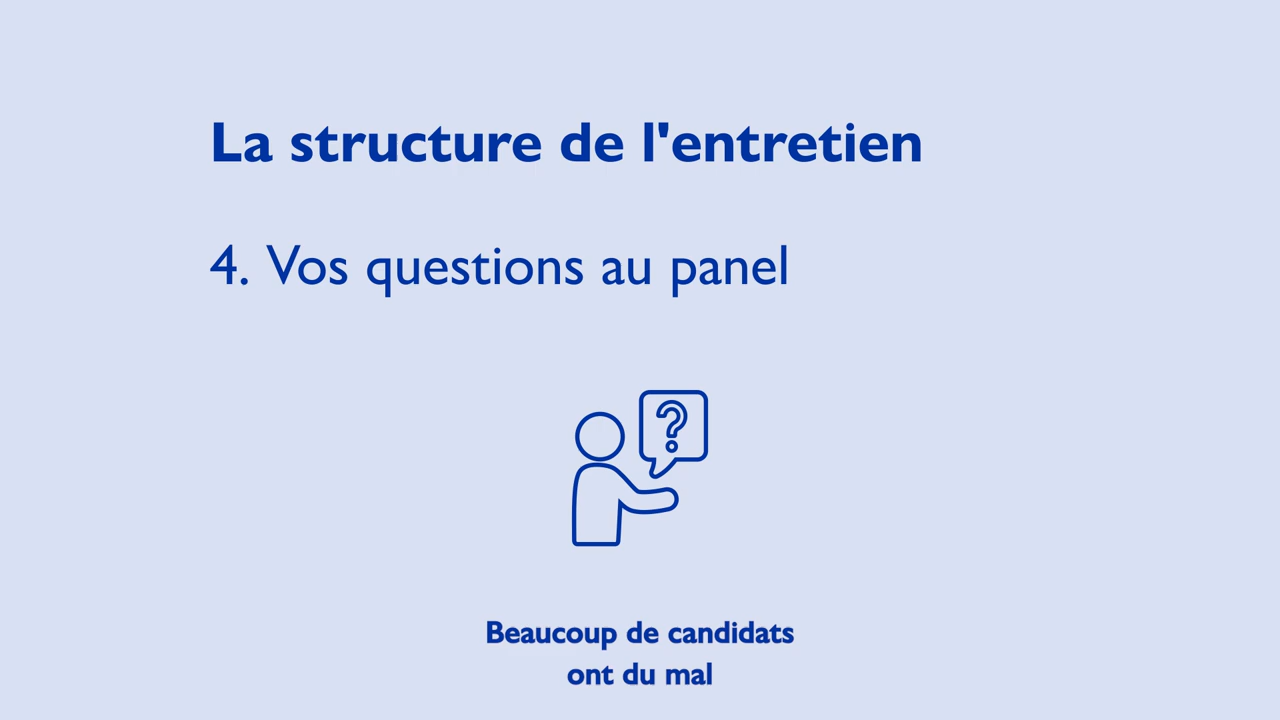 La structure de l'entretien
4. Vos questions au panel
?
Beaucoup de candidats
ont du mal